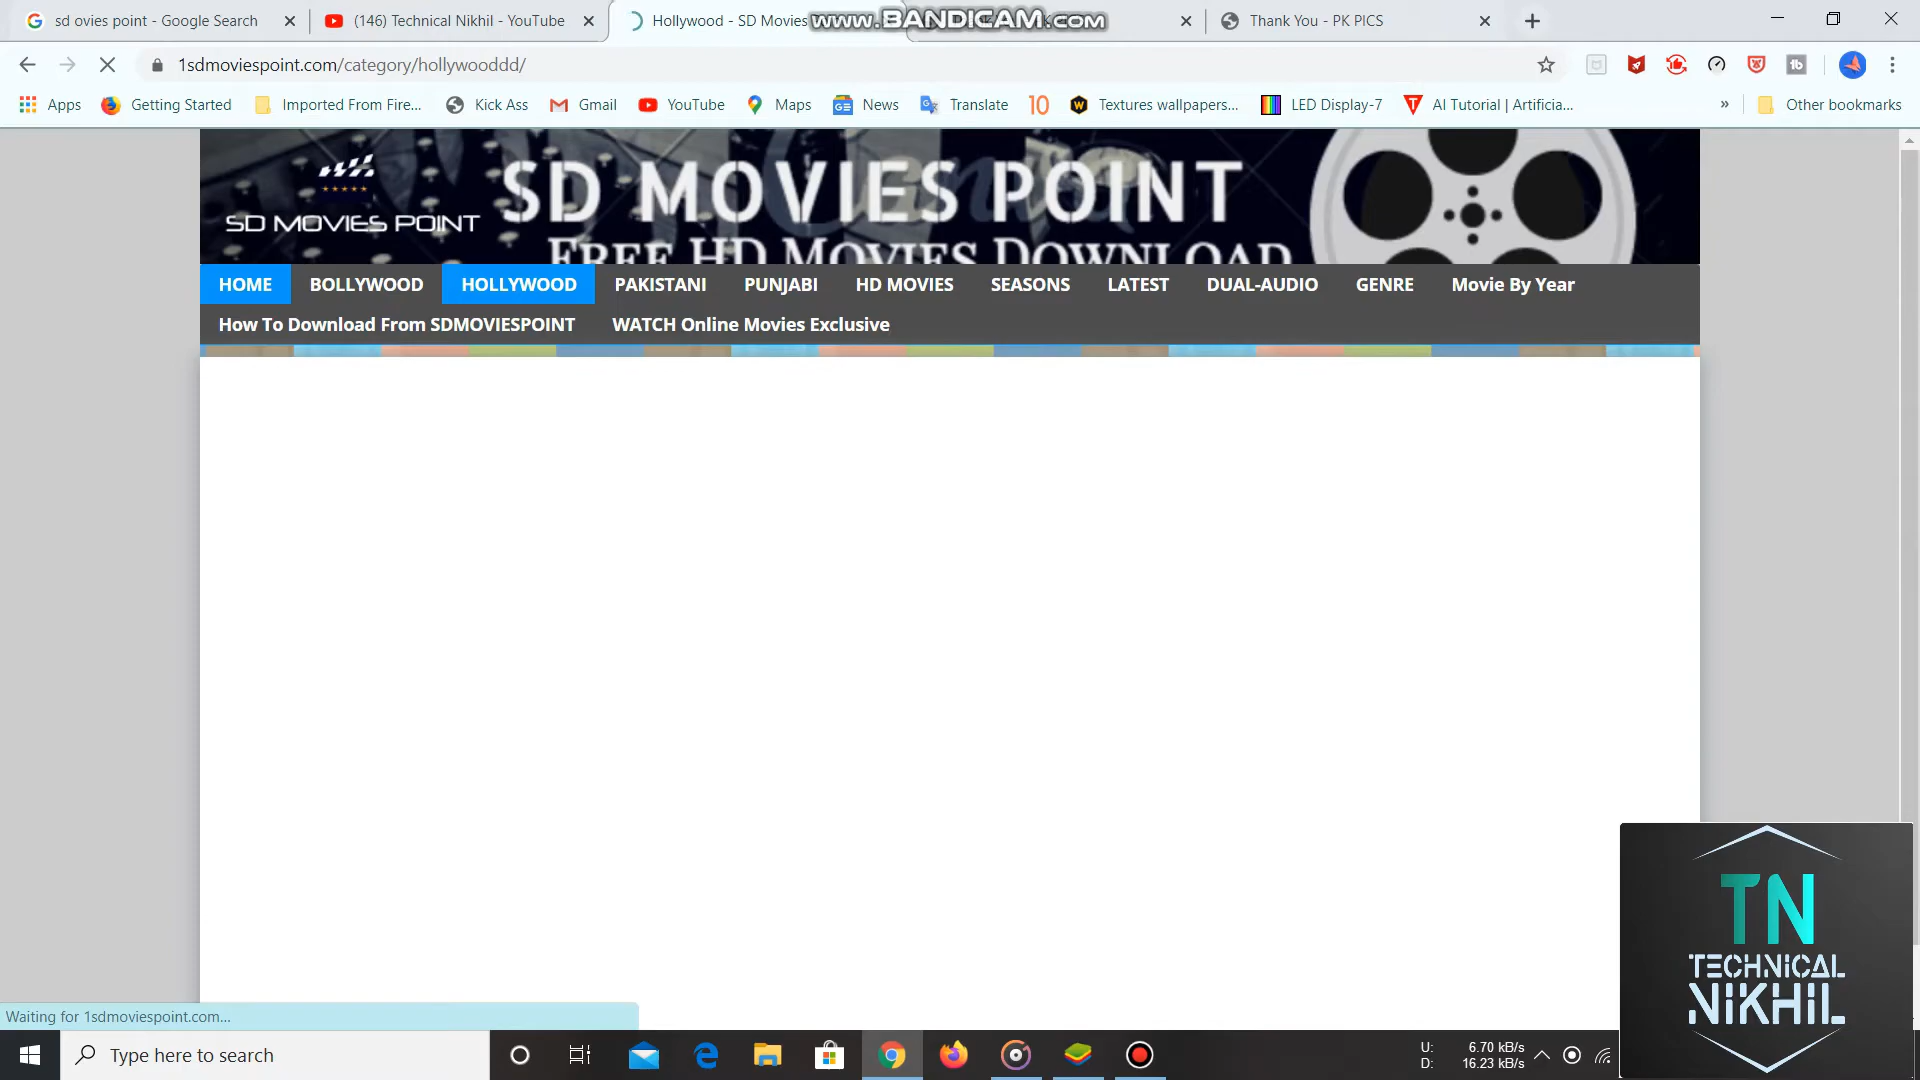 sd ovies point - Google Search
(146) Technical Nikhil - YouTube
Hollywood - SD Movies
WWW.BANDICAM.COM
Thank You - PK PICS
1sdmoviespoint.com/category/hollywooddd/
Apps
Getting Started
Imported From Fire...
Kick Ass
Gmail
YouTube
Maps
News
Translate
10
Textures wallpapers...
LED Display-7
AI Tutorial | Artificia...
»
Other bookmarks
SD MOVIES POINT
SD MOVIES POINT
FREE HD MOVIES DOWNLOAD
HOME BOLLYWOOD HOLLYWOOD PAKISTANI PUNJABI HD MOVIES SEASONS LATEST DUAL-AUDIO GENRE Movie By Year
How To Download From SDMOVIESPOINT WATCH Online Movies Exclusive
TN
TECHNICAL
NIKHIL
Waiting for 1sdmoviespoint.com...
Type here to search
U: 6.70 kB/s
D: 16.23 kB/s